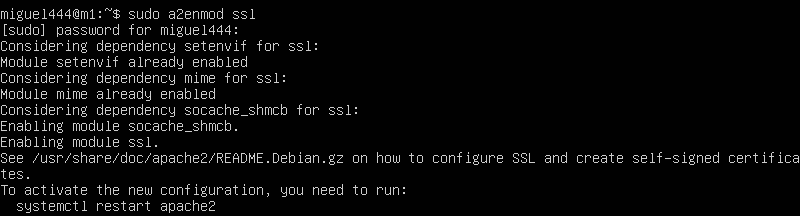 miguel444@m1:~$ sudo a2enmod ssl
[sudo] password for miguel444:
Considering dependency setenvif for ssl:
Module setenvif already enabled
Considering dependency mime for ssl:
Module mime already enabled
Considering dependency socache_shmcb for ssl:
Enabling module socache_shmcb.
Enabling module ssl.
See /usr/share/doc/apache2/README.Debian.gz on how to configure SSL and create self-signed certifica
tes.
To activate the new configuration, you need to run:
  systemctl restart apache2